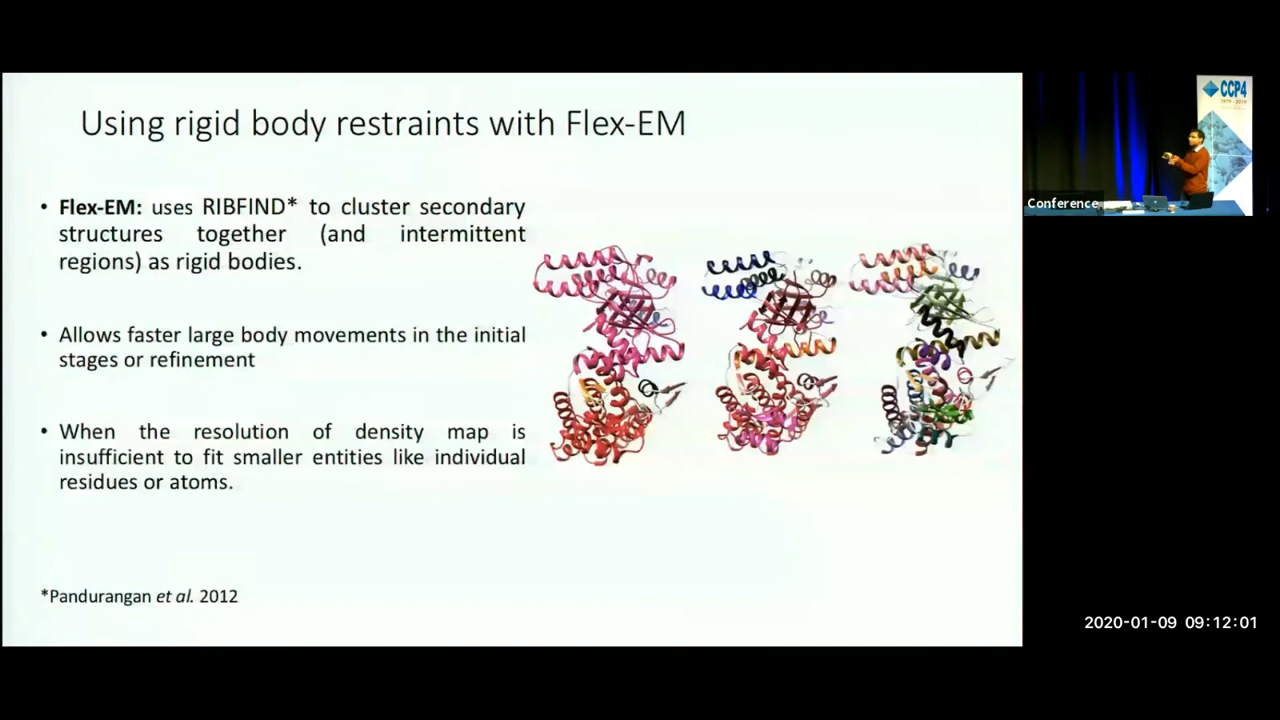 Using rigid body restraints with Flex-EM
• Flex-EM: uses RIBFIND* to cluster secondary
structures together (and intermittent
regions) as rigid bodies.
• Allows faster large body movements in the initial
stages or refinement
• When the resolution of density map is
insufficient to fit smaller entities like individual
residues or atoms.
*Pandurangan et al. 2012
CCP4
1979 - 2019
Conference
2020-01-09 09:12:01